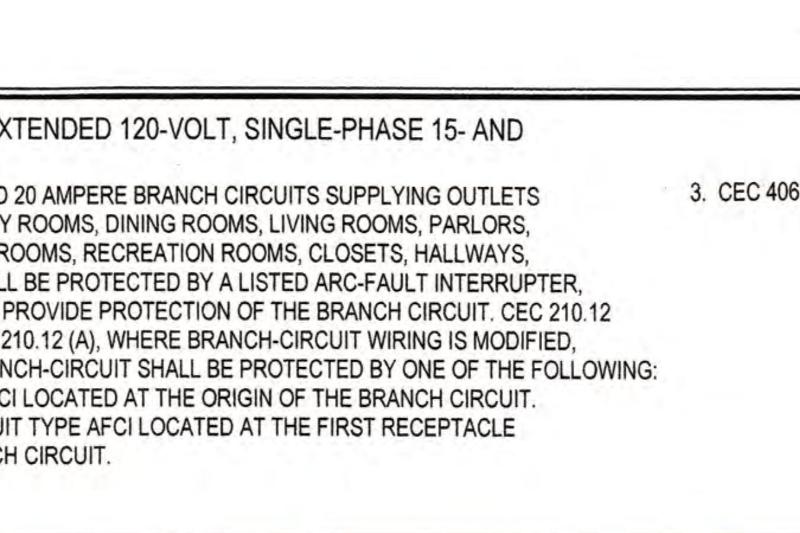 XTENDED 120-VOLT, SINGLE-PHASE 15- AND
D 20 AMPERE BRANCH CIRCUITS SUPPLYING OUTLETS
Y ROOMS, DINING ROOMS, LIVING ROOMS, PARLORS,
ROOMS, RECREATION ROOMS, CLOSETS, HALLWAYS,
LL BE PROTECTED BY A LISTED ARC-FAULT INTERRUPTER,
PROVIDE PROTECTION OF THE BRANCH CIRCUIT. CEC 210.12
210.12 (A), WHERE BRANCH-CIRCUIT WIRING IS MODIFIED,
NCH-CIRCUIT SHALL BE PROTECTED BY ONE OF THE FOLLOWING:
CI LOCATED AT THE ORIGIN OF THE BRANCH CIRCUIT.
UIT TYPE AFCI LOCATED AT THE FIRST RECEPTACLE
CH CIRCUIT.
3. CEC 406